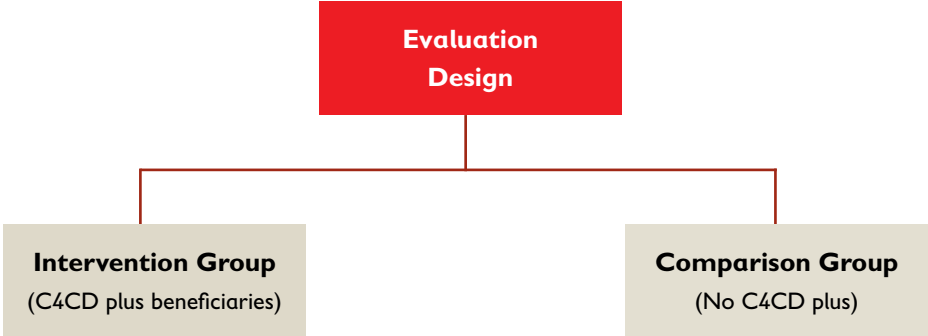 Evaluation
Design
Intervention Group
(C4CD plus beneficiaries)
Comparison Group
(No C4CD plus)